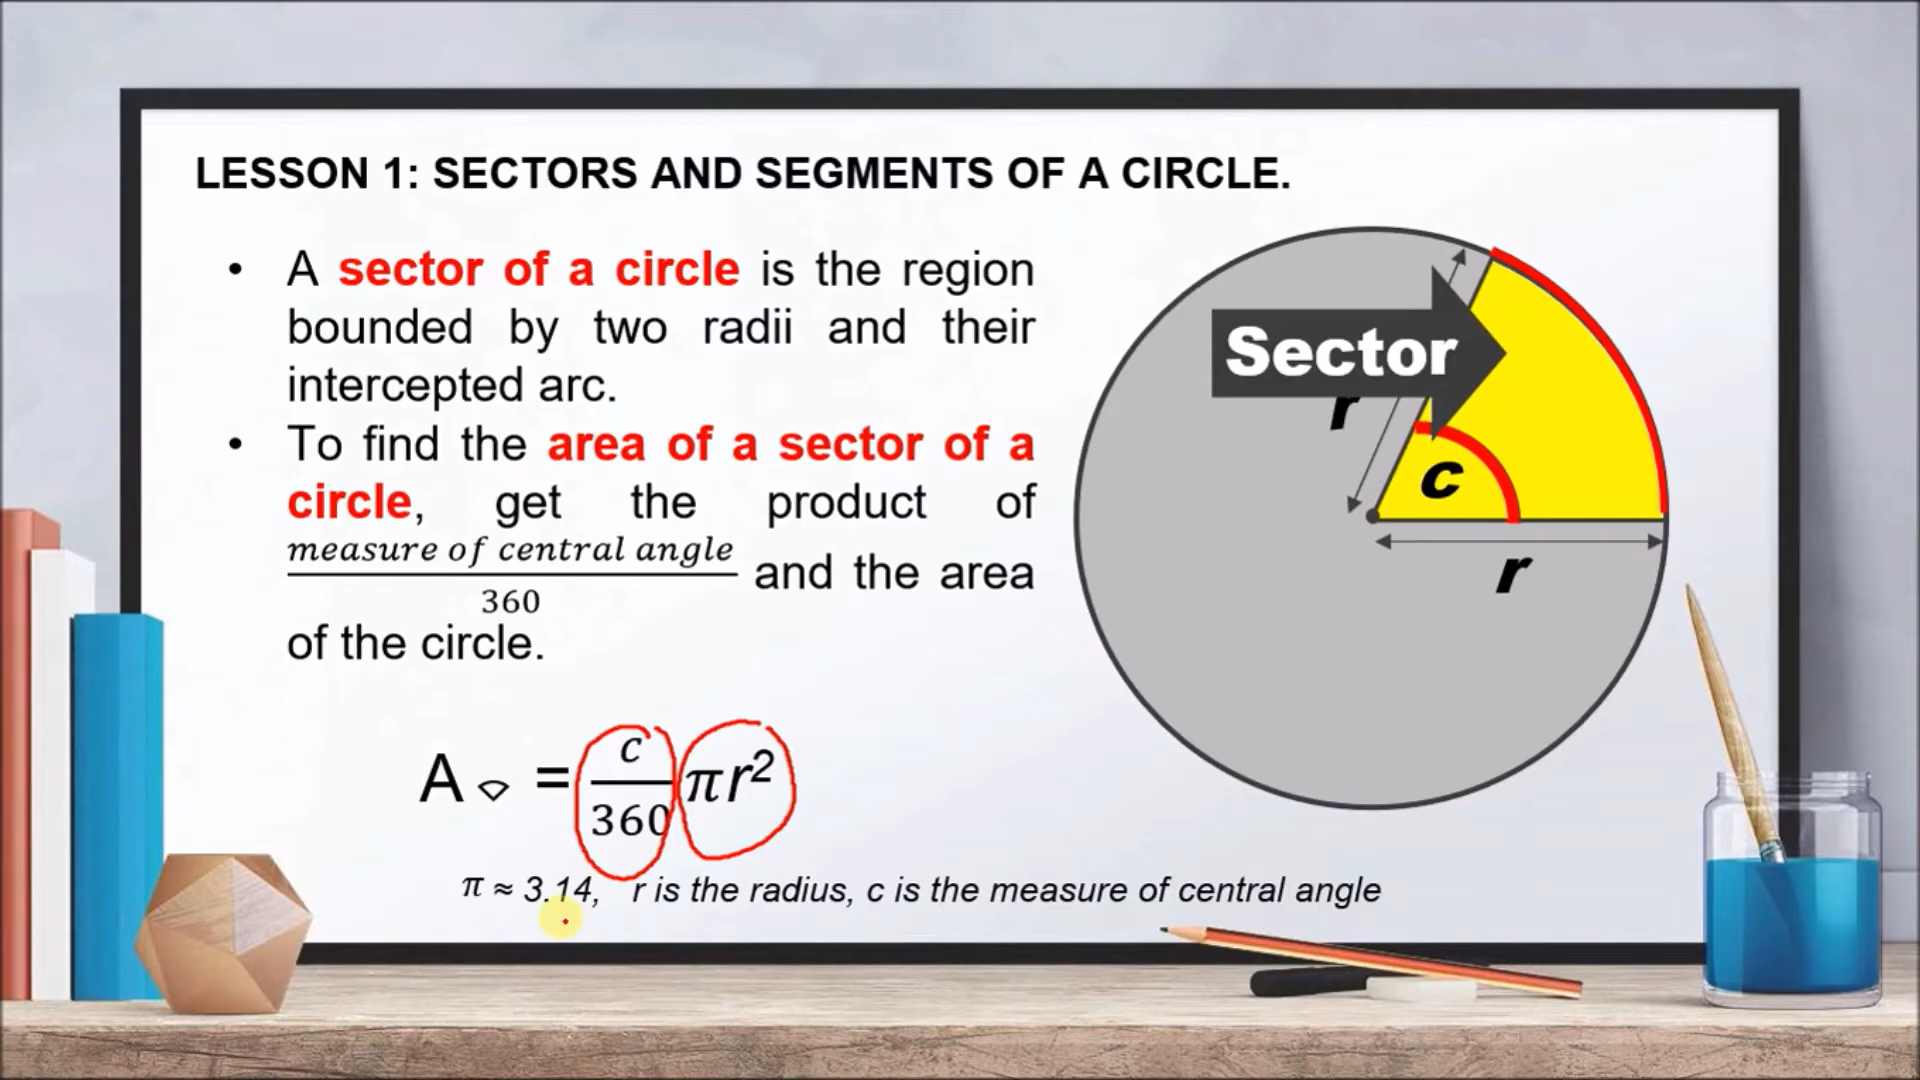 LESSON 1: SECTORS AND SEGMENTS OF A CIRCLE.
• A sector of a circle is the region
bounded by two radii and their
intercepted arc.
• To find the area of a sector of a
circle, get the product of
measure of central angle
360
and the area
of the circle.
A = c/360 πr²
π ≈ 3.14, r is the radius, c is the measure of central angle
Sector
r
c
r